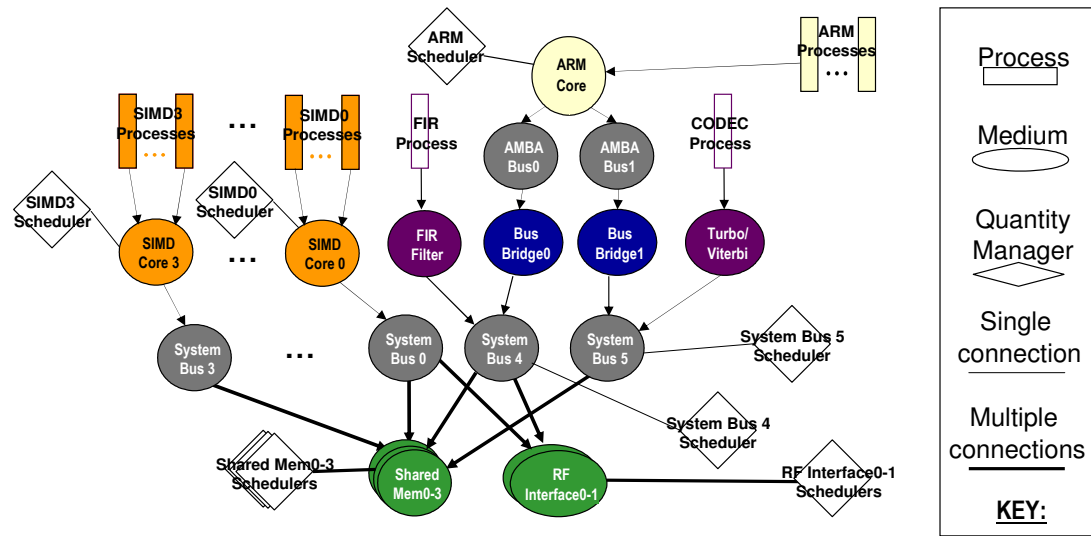 ARM
Scheduler
ARM
Core
ARM
Processes
...
SIMD3
Processes
...
...
SIMD0
Processes
...
FIR
Process
AMBA
Bus0
AMBA
Bus1
CODEC
Process
SIMD3
Scheduler
SIMD0
Scheduler
SIMD
Core 3
...
SIMD
Core 0
FIR
Filter
Bus
Bridge0
Bus
Bridge1
Turbo/
Viterbi
System
Bus 3
...
System
Bus 0
System
Bus 4
System
Bus 5
System Bus 5
Scheduler
System Bus 4
Scheduler
Shared Mem0-3
Schedulers
Shared
Mem0-3
RF
Interface0-1
RF Interface0-1
Schedulers
Process
Medium
Quantity
Manager
Single
connection
Multiple
connections
KEY: